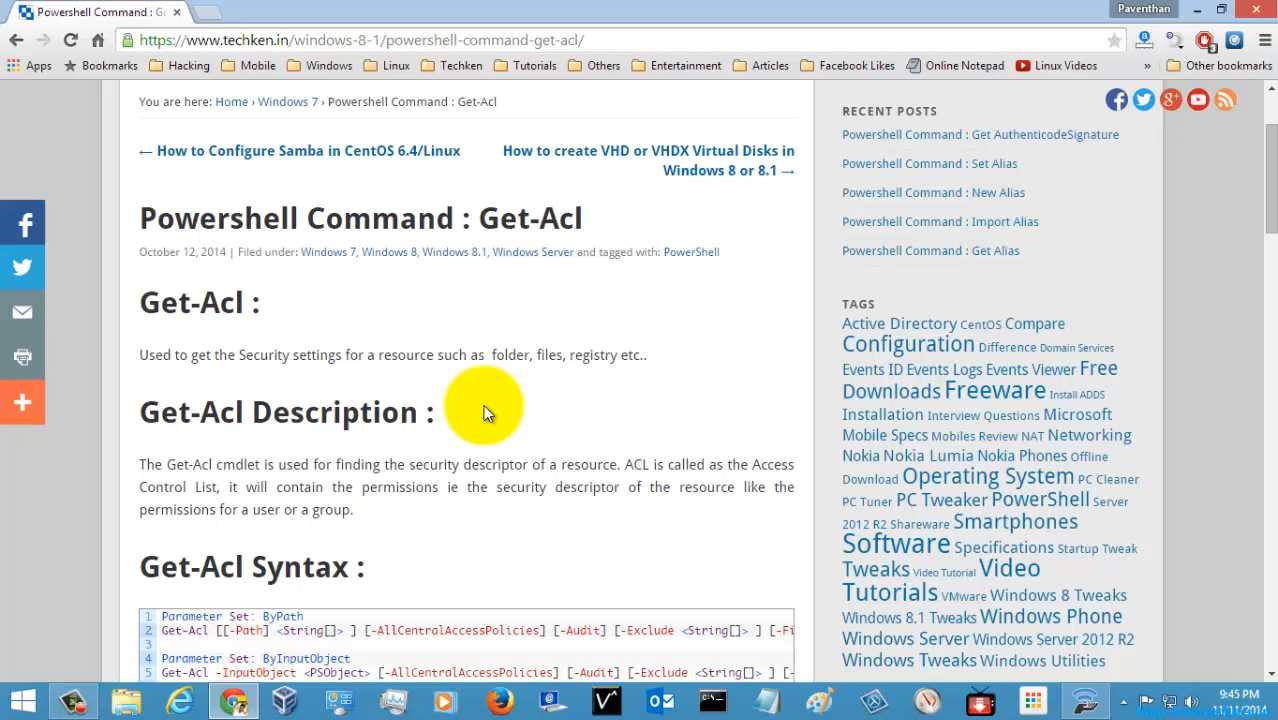 Powershell Command : Ge
Paventhan
https://www.techken.in/windows-8-1/powershell-command-get-acl/
3
Apps
Bookmarks
Hacking
Mobile
Windows
Linux
Techken
Tutorials
Others
Entertainment
Articles
Facebook Likes
Online Notepad
Linux Videos
»
Other bookmarks
You are here: Home › Windows 7 › Powershell Command : Get-Acl
← How to Configure Samba in CentOS 6.4/Linux
How to create VHD or VHDX Virtual Disks in
Windows 8 or 8.1 →
Powershell Command : Get-Acl
October 12, 2014 | Filed under: Windows 7, Windows 8, Windows 8.1, Windows Server and tagged with: PowerShell
Get-Acl :
Used to get the Security settings for a resource such as folder, files, registry etc..
Get-Acl Description :
The Get-Acl cmdlet is used for finding the security descriptor of a resource. ACL is called as the Access
Control List, it will contain the permissions ie the security descriptor of the resource like the
permissions for a user or a group.
Get-Acl Syntax :
1 Parameter Set: ByPath
2 Get-Acl [[-Path] <String[]> ] [-AllCentralAccessPolicies] [-Audit] [-Exclude <String[]> ] [-Fi
3
4 Parameter Set: ByInputObject
5 Get-Acl -InputObject <PSObject> [-AllCentralAccessPolicies] [-Audit] [-Exclude <String[]> ] [-
RECENT POSTS
Powershell Command : Get AuthenticodeSignature
Powershell Command : Set Alias
Powershell Command : New Alias
Powershell Command : Import Alias
Powershell Command : Get Alias
TAGS
Active Directory CentOS Compare
Configuration Difference Domain Services
Events ID Events Logs Events Viewer Free
Downloads Freeware Install ADDS
Installation Interview Questions Microsoft
Mobile Specs Mobiles Review NAT Networking
Nokia Nokia Lumia Nokia Phones Offline
Download Operating System PC Cleaner
PC Tuner PC Tweaker PowerShell Server
2012 R2 Shareware Smartphones
Software Specifications Startup Tweak
Tweaks Video Tutorial Video
Tutorials VMware Windows 8 Tweaks
Windows 8.1 Tweaks Windows Phone
Windows Server Windows Server 2012 R2
Windows Tweaks Windows Utilities
9:45 PM
11/11/2014